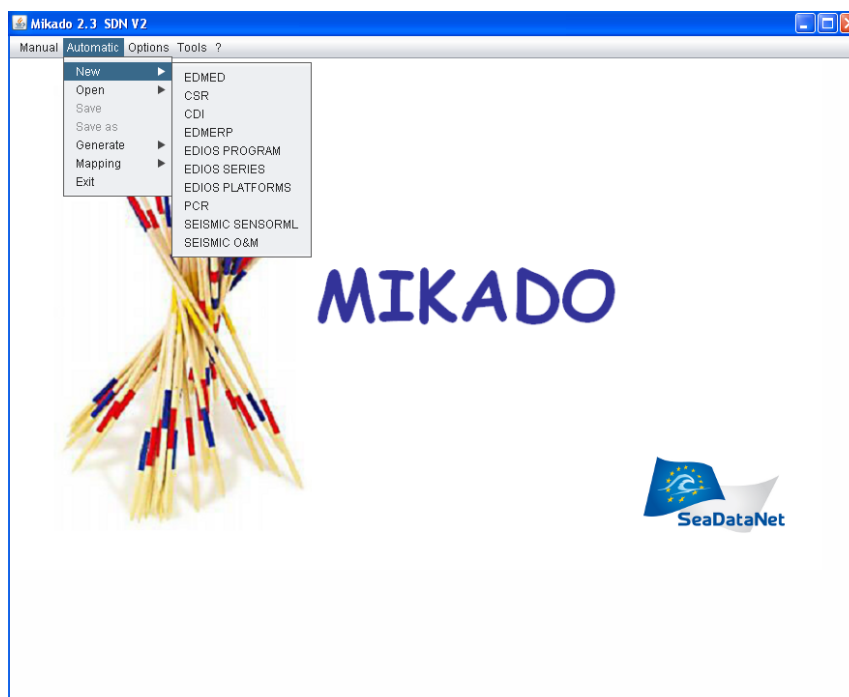 Mikado 2.3 SDN V2
Manual Automatic Options Tools ?
New
Open
Save
Save as
Generate
Mapping
Exit
EDMED
CSR
CDI
EDMERP
EDIOS PROGRAM
EDIOS SERIES
EDIOS PLATFORMS
PCR
SEISMIC SENSORML
SEISMIC O&M
MIKADO
SeaDataNet